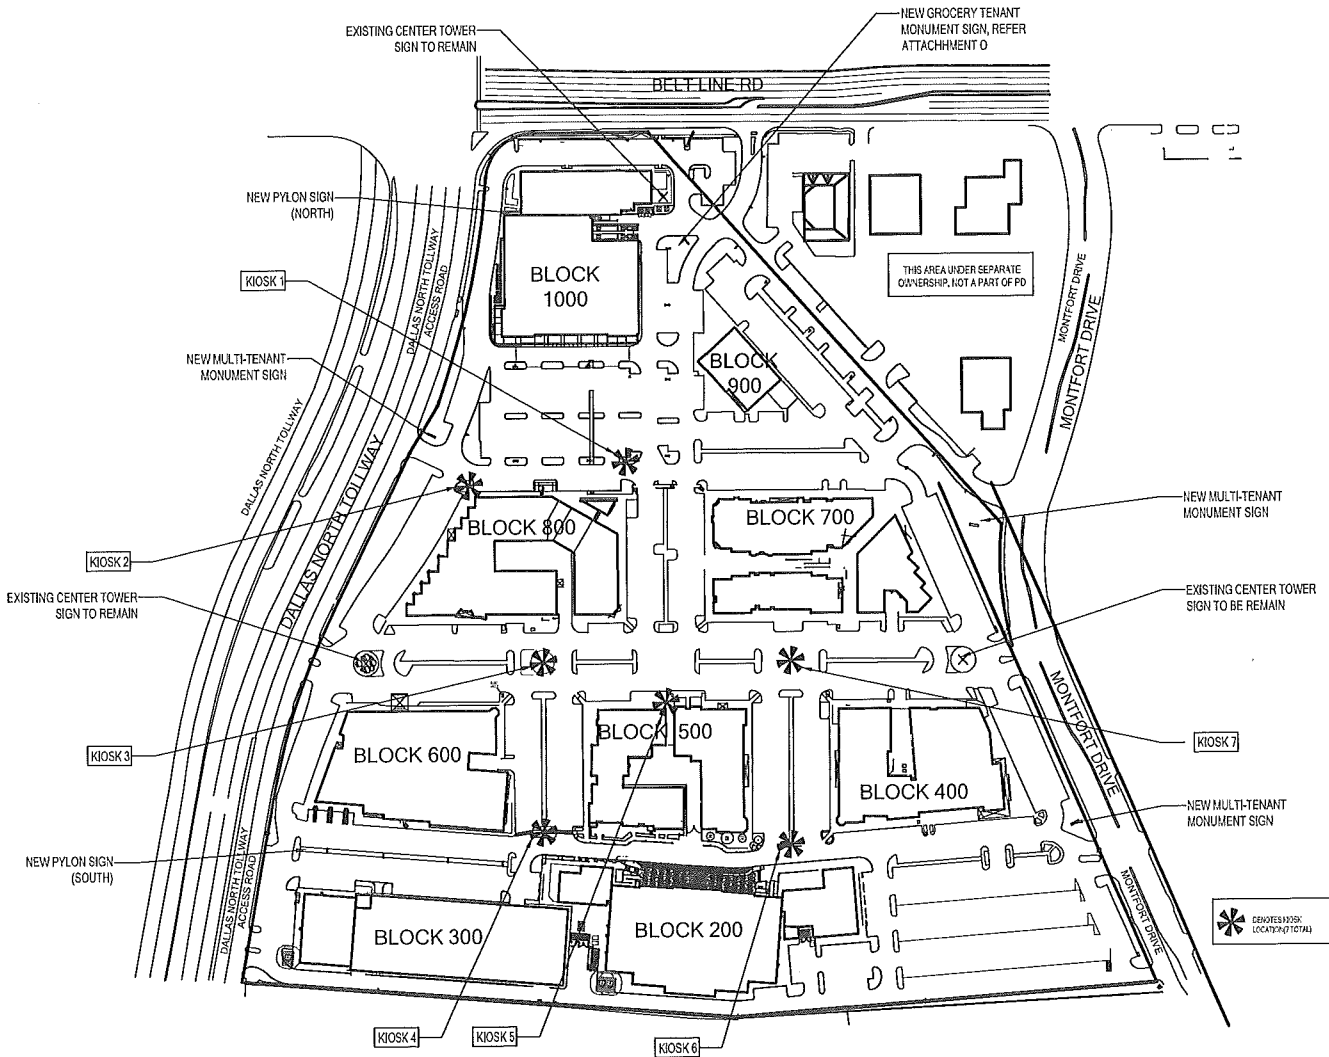 EXISTING CENTER TOWER
SIGN TO REMAIN
NEW GROCERY TENANT
MONUMENT SIGN, REFER
ATTACHHMENT O
BELT LINE RD
NEW PYLON SIGN
(NORTH)
KIOSK 1
BLOCK
1000
THIS AREA UNDER SEPARATE
OWNERSHIP, NOT A PART OF PD
DALLAS NORTH TOLLWAY
ACCESS ROAD
MONTFORT DRIVE
MONTFORT DRIVE
NEW MULTI-TENANT
MONUMENT SIGN
BLOCK
900
DALLAS NORTH TOLLWAY
DALLAS NORTH TOLLWAY
BLOCK 800
BLOCK 700
NEW MULTI-TENANT
MONUMENT SIGN
KIOSK 2
EXISTING CENTER TOWER
SIGN TO REMAIN
EXISTING CENTER TOWER
SIGN TO BE REMAIN
MONTFORT DRIVE
KIOSK 3
BLOCK 600
BLOCK 500
BLOCK 400
KIOSK 7
NEW MULTI-TENANT
MONUMENT SIGN
NEW PYLON SIGN
(SOUTH)
DALLAS NORTH TOLLWAY
ACCESS ROAD
MONTFORT DRIVE
BLOCK 300
BLOCK 200
DENOTES KIOSK
LOCATION (7 TOTAL)
KIOSK 4
KIOSK 5
KIOSK 6